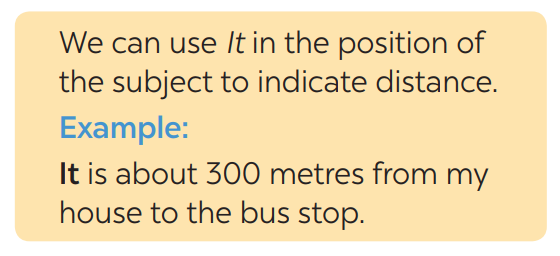 We can use It in the position of
the subject to indicate distance.
Example:
It is about 300 metres from my
house to the bus stop.